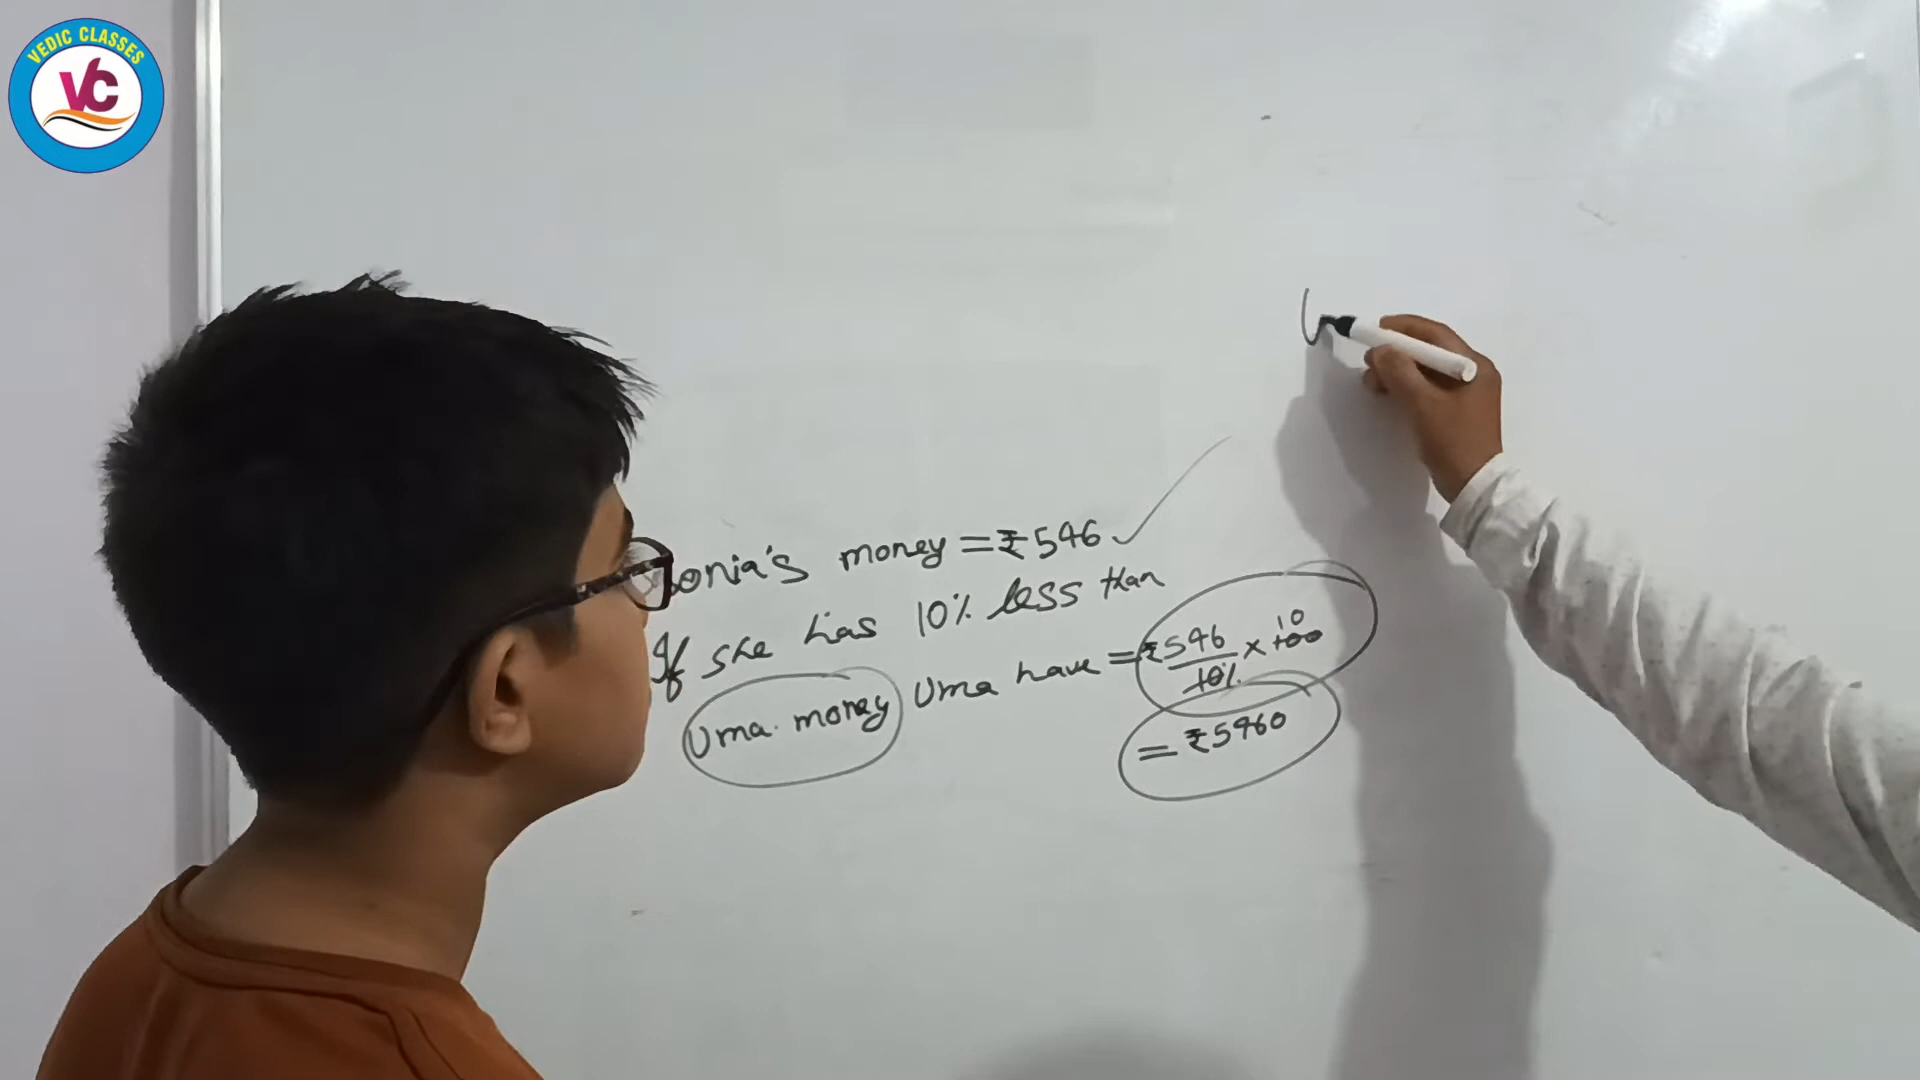 VEDIC CLASSES
VC
onia's money = ₹546
If she has 10% less than
Uma money Uma have = ₹546/10% × 100 10
= ₹5460